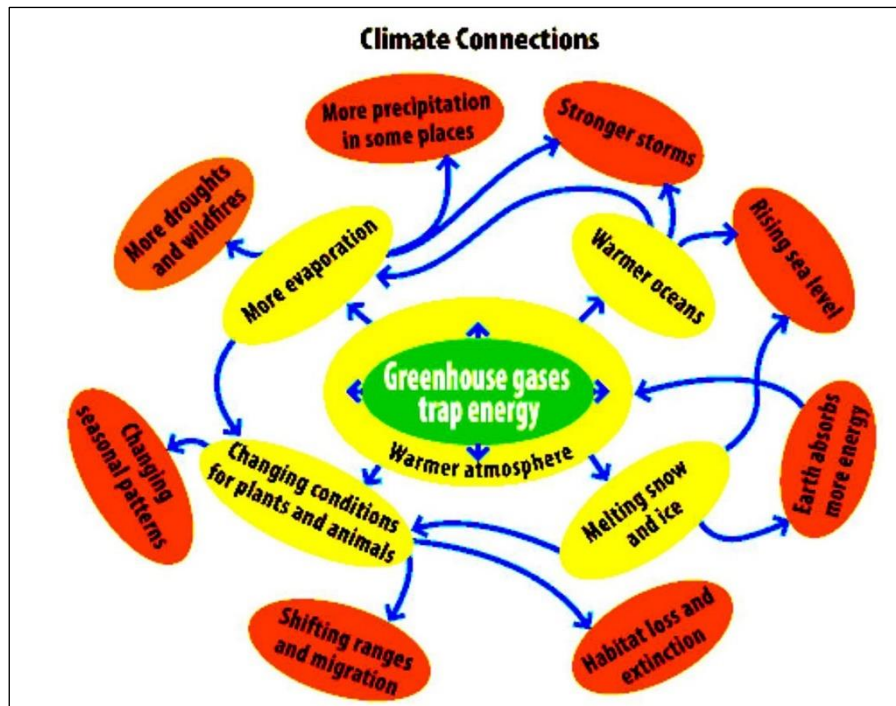 Climate Connections
More precipitation
in some places
Stronger storms
More droughts
and wildfires
More evaporation
Warmer oceans
Rising sea level
Greenhouse gases
trap energy
Warmer atmosphere
Changing
seasonal patterns
Changing conditions
for plants and animals
Melting snow
and ice
Earth absorbs
more energy
Shifting ranges
and migration
Habitat loss and
extinction